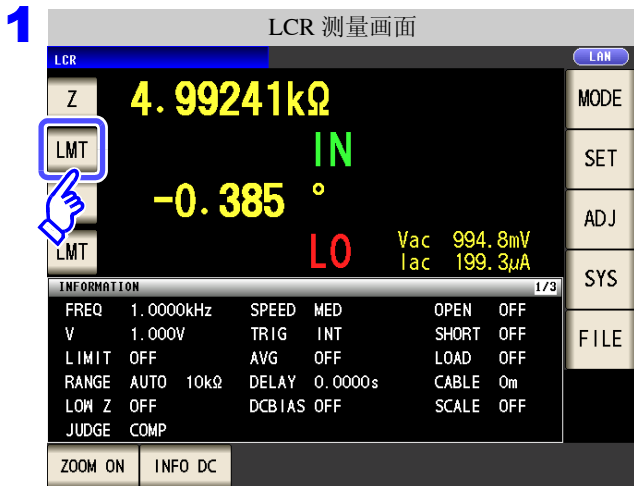 1
LCR 测量画面
LCR
LAN
Z 4.99241kΩ
MODE
LMT IN
SET
-0.385 °
ADJ
LMT LO
Vac 994.8mV
Iac 199.3μA
SYS
INFORMATION 1/3
FREQ 1.0000kHz SPEED MED OPEN OFF
V 1.000V TRIG INT SHORT OFF
FILE
LIMIT OFF AVG OFF LOAD OFF
RANGE AUTO 10kΩ DELAY 0.0000s CABLE 0m
LOW Z OFF DCBIAS OFF SCALE OFF
JUDGE COMP
ZOOM ON INFO DC